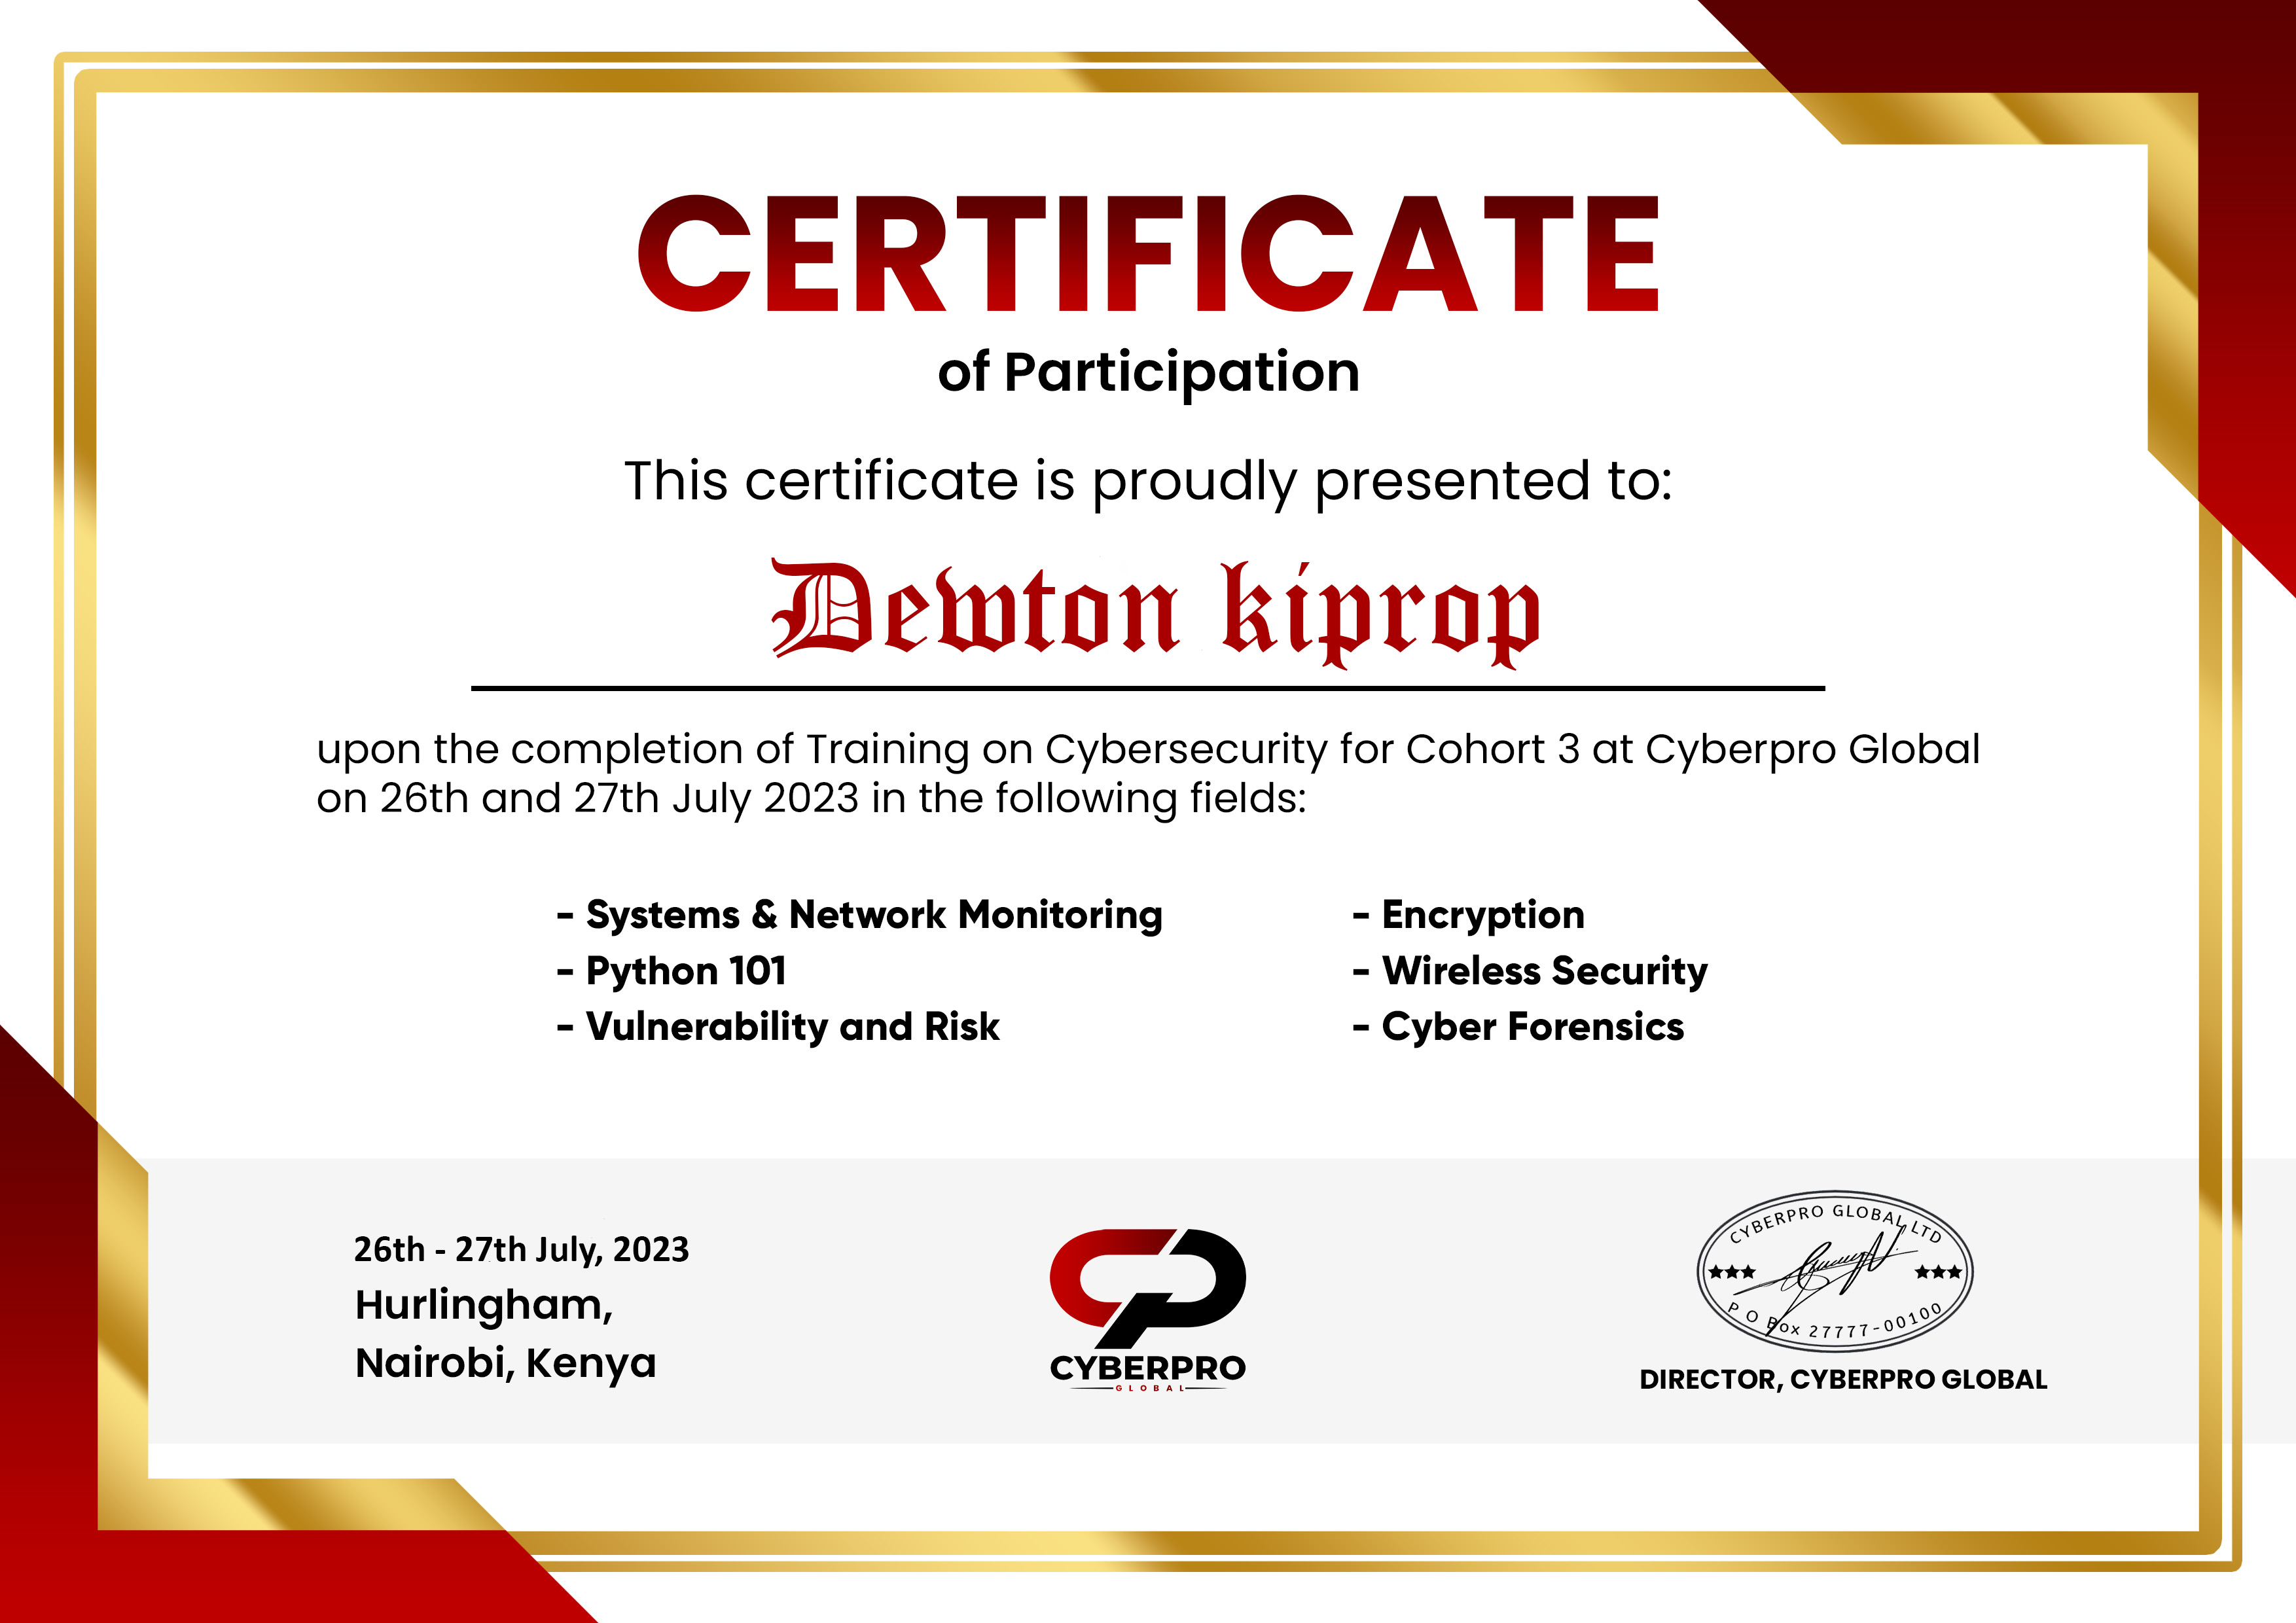 CERTIFICATE
of Participation
This certificate is proudly presented to:
Dewton kiprop
upon the completion of Training on Cybersecurity for Cohort 3 at Cyberpro Global
on 26th and 27th July 2023 in the following fields:
- Systems & Network Monitoring
- Python 101
- Vulnerability and Risk
- Encryption
- Wireless Security
- Cyber Forensics
26th - 27th July, 2023
Hurlingham,
Nairobi, Kenya
CYBERPRO
GLOBAL
CYBERPRO GLOBAL LTD
P O Box 27777-00100
DIRECTOR, CYBERPRO GLOBAL